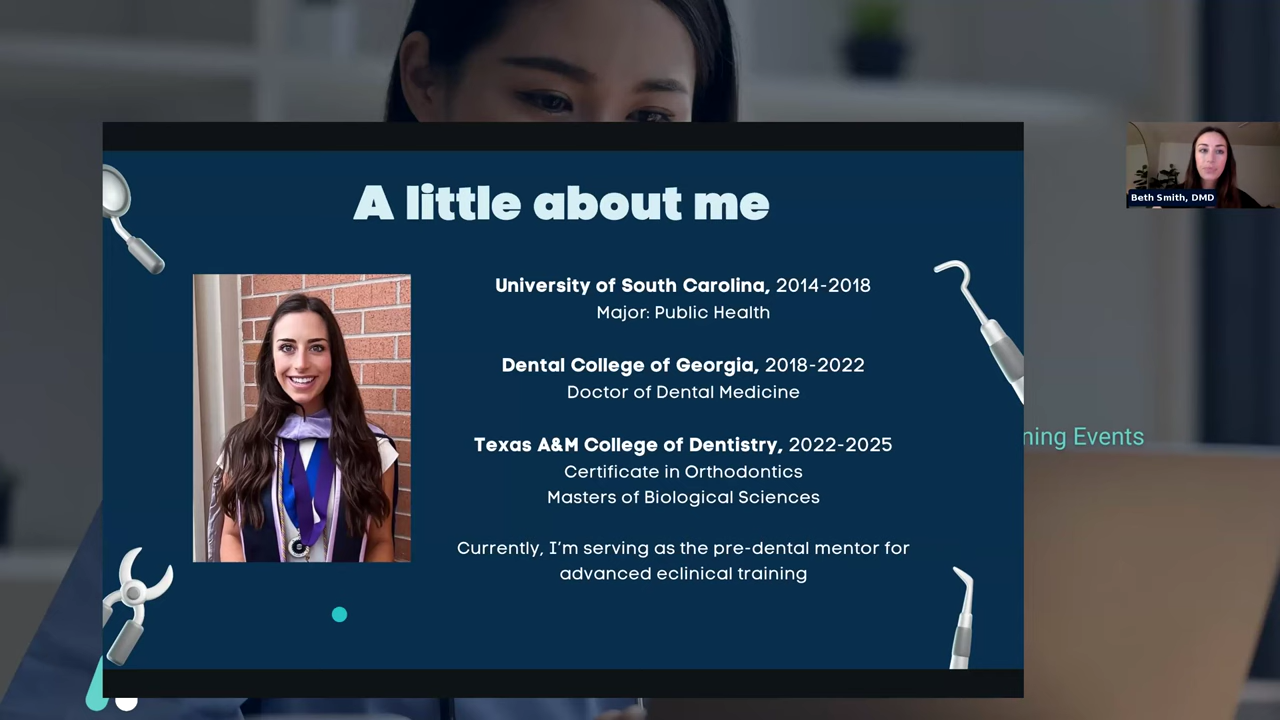 A little about me
University of South Carolina, 2014-2018
Major: Public Health
Dental College of Georgia, 2018-2022
Doctor of Dental Medicine
Texas A&M College of Dentistry, 2022-2025
Certificate in Orthodontics
Masters of Biological Sciences
Currently, I'm serving as the pre-dental mentor for
advanced eclinical training
Beth Smith, DMD
Events